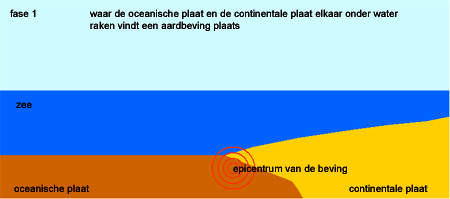 fase 1
waar de oceanische plaat en de continentale plaat elkaar onder water
raken vindt een aardbeving plaats
zee
epicentrum van de beving
oceanische plaat
continentale plaat